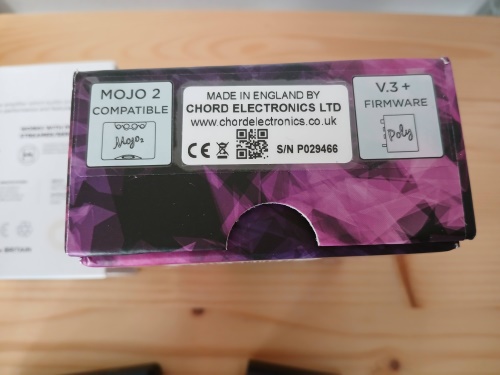 MOJO 2
COMPATIBLE
Mojo2
MADE IN ENGLAND BY
CHORD ELECTRONICS LTD
www.chordelectronics.co.uk
CE
S/N P029466
V.3 +
FIRMWARE
Poly